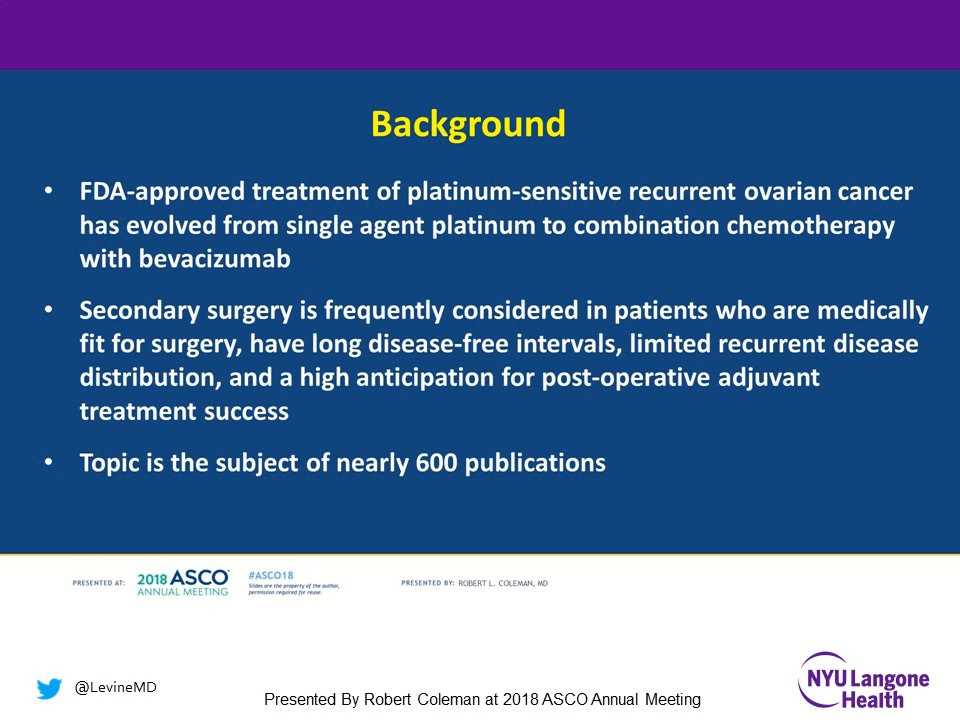 Background
• FDA-approved treatment of platinum-sensitive recurrent ovarian cancer
has evolved from single agent platinum to combination chemotherapy
with bevacizumab
• Secondary surgery is frequently considered in patients who are medically
fit for surgery, have long disease-free intervals, limited recurrent disease
distribution, and a high anticipation for post-operative adjuvant
treatment success
• Topic is the subject of nearly 600 publications
PRESENTED AT:
2018 ASCO®
ANNUAL MEETING
#ASCO18
Slides are the property of the author,
permission required for reuse.
PRESENTED BY: ROBERT L. COLEMAN, MD
@LevineMD
Presented By Robert Coleman at 2018 ASCO Annual Meeting
NYU Langone
Health